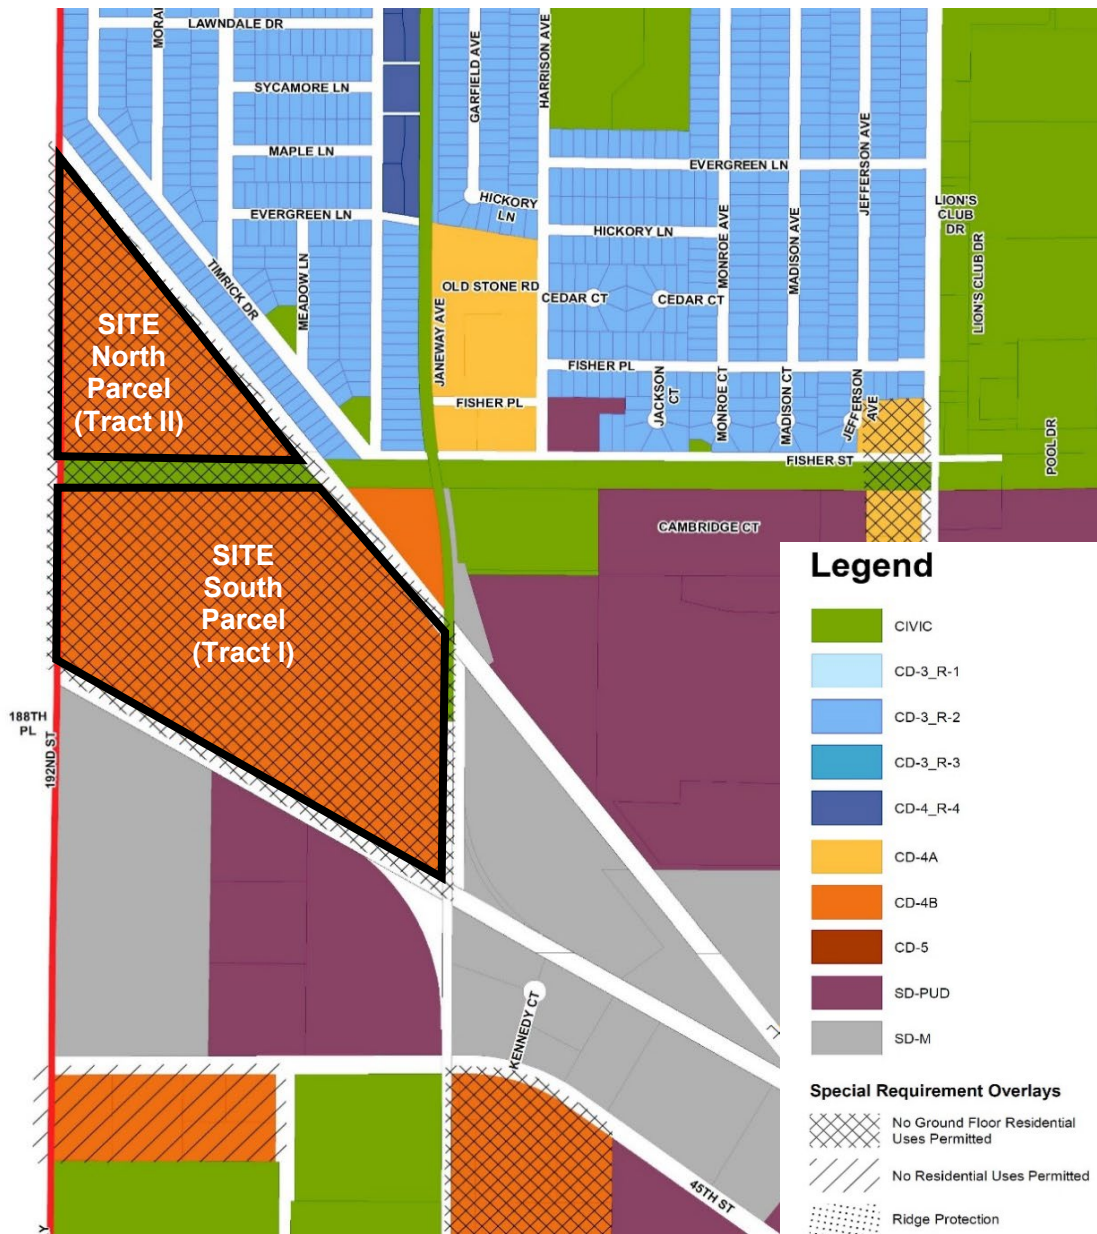 LAWNDALE DR
MORA
SYCAMORE LN
MAPLE LN
EVERGREEN LN
MEADOW LN
TIMRICK DR
GARFIELD AVE
HARRISON AVE
HICKORY
LN
EVERGREEN LN
HICKORY LN
MONROE AVE
MADISON AVE
JEFFERSON AVE
LION'S
CLUB
DR
LION'S CLUB DR
OLD STONE RD
CEDAR CT
CEDAR CT
JANEWAY AVE
SITE
North
Parcel
(Tract II)
FISHER PL
FISHER PL
JACKSON
CT
MONROE CT
MADISON CT
JEFFERSON
AVE
FISHER ST
POOL DR
CAMBRIDGE CT
SITE
South
Parcel
(Tract I)
188TH
PL
192ND ST
KENNEDY CT
45TH ST
Y
Legend
CIVIC
CD-3_R-1
CD-3_R-2
CD-3_R-3
CD-4_R-4
CD-4A
CD-4B
CD-5
SD-PUD
SD-M
Special Requirement Overlays
No Ground Floor Residential
Uses Permitted
No Residential Uses Permitted
Ridge Protection